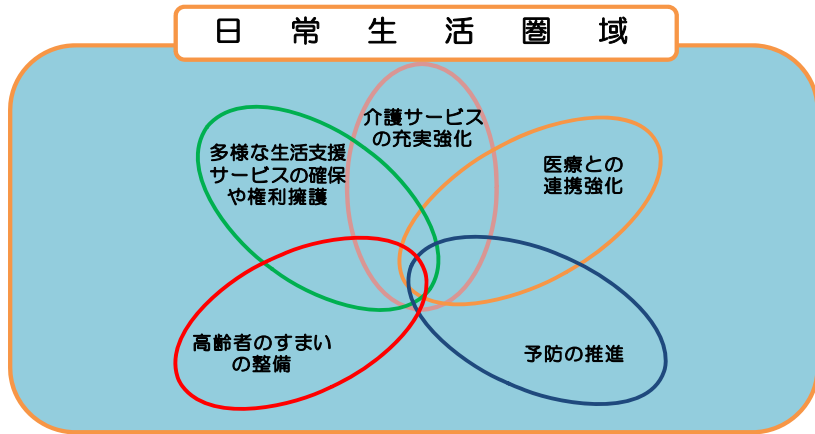 日常生活圏域
介護サービス
の充実強化
多様な生活支援
サービスの確保
や権利擁護
医療との
連携強化
高齢者のすまい
の整備
予防の推進